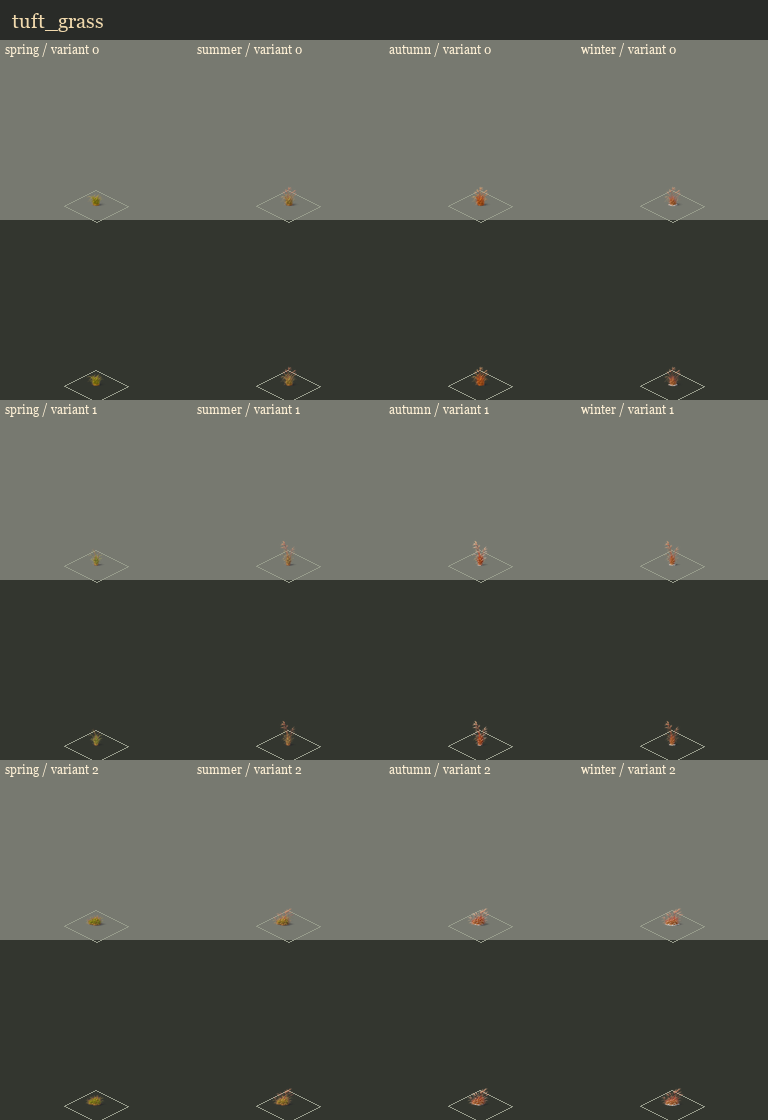 tuft_grass
spring / variant 0
summer / variant 0
autumn / variant 0
winter / variant 0
spring / variant 1
summer / variant 1
autumn / variant 1
winter / variant 1
spring / variant 2
summer / variant 2
autumn / variant 2
winter / variant 2